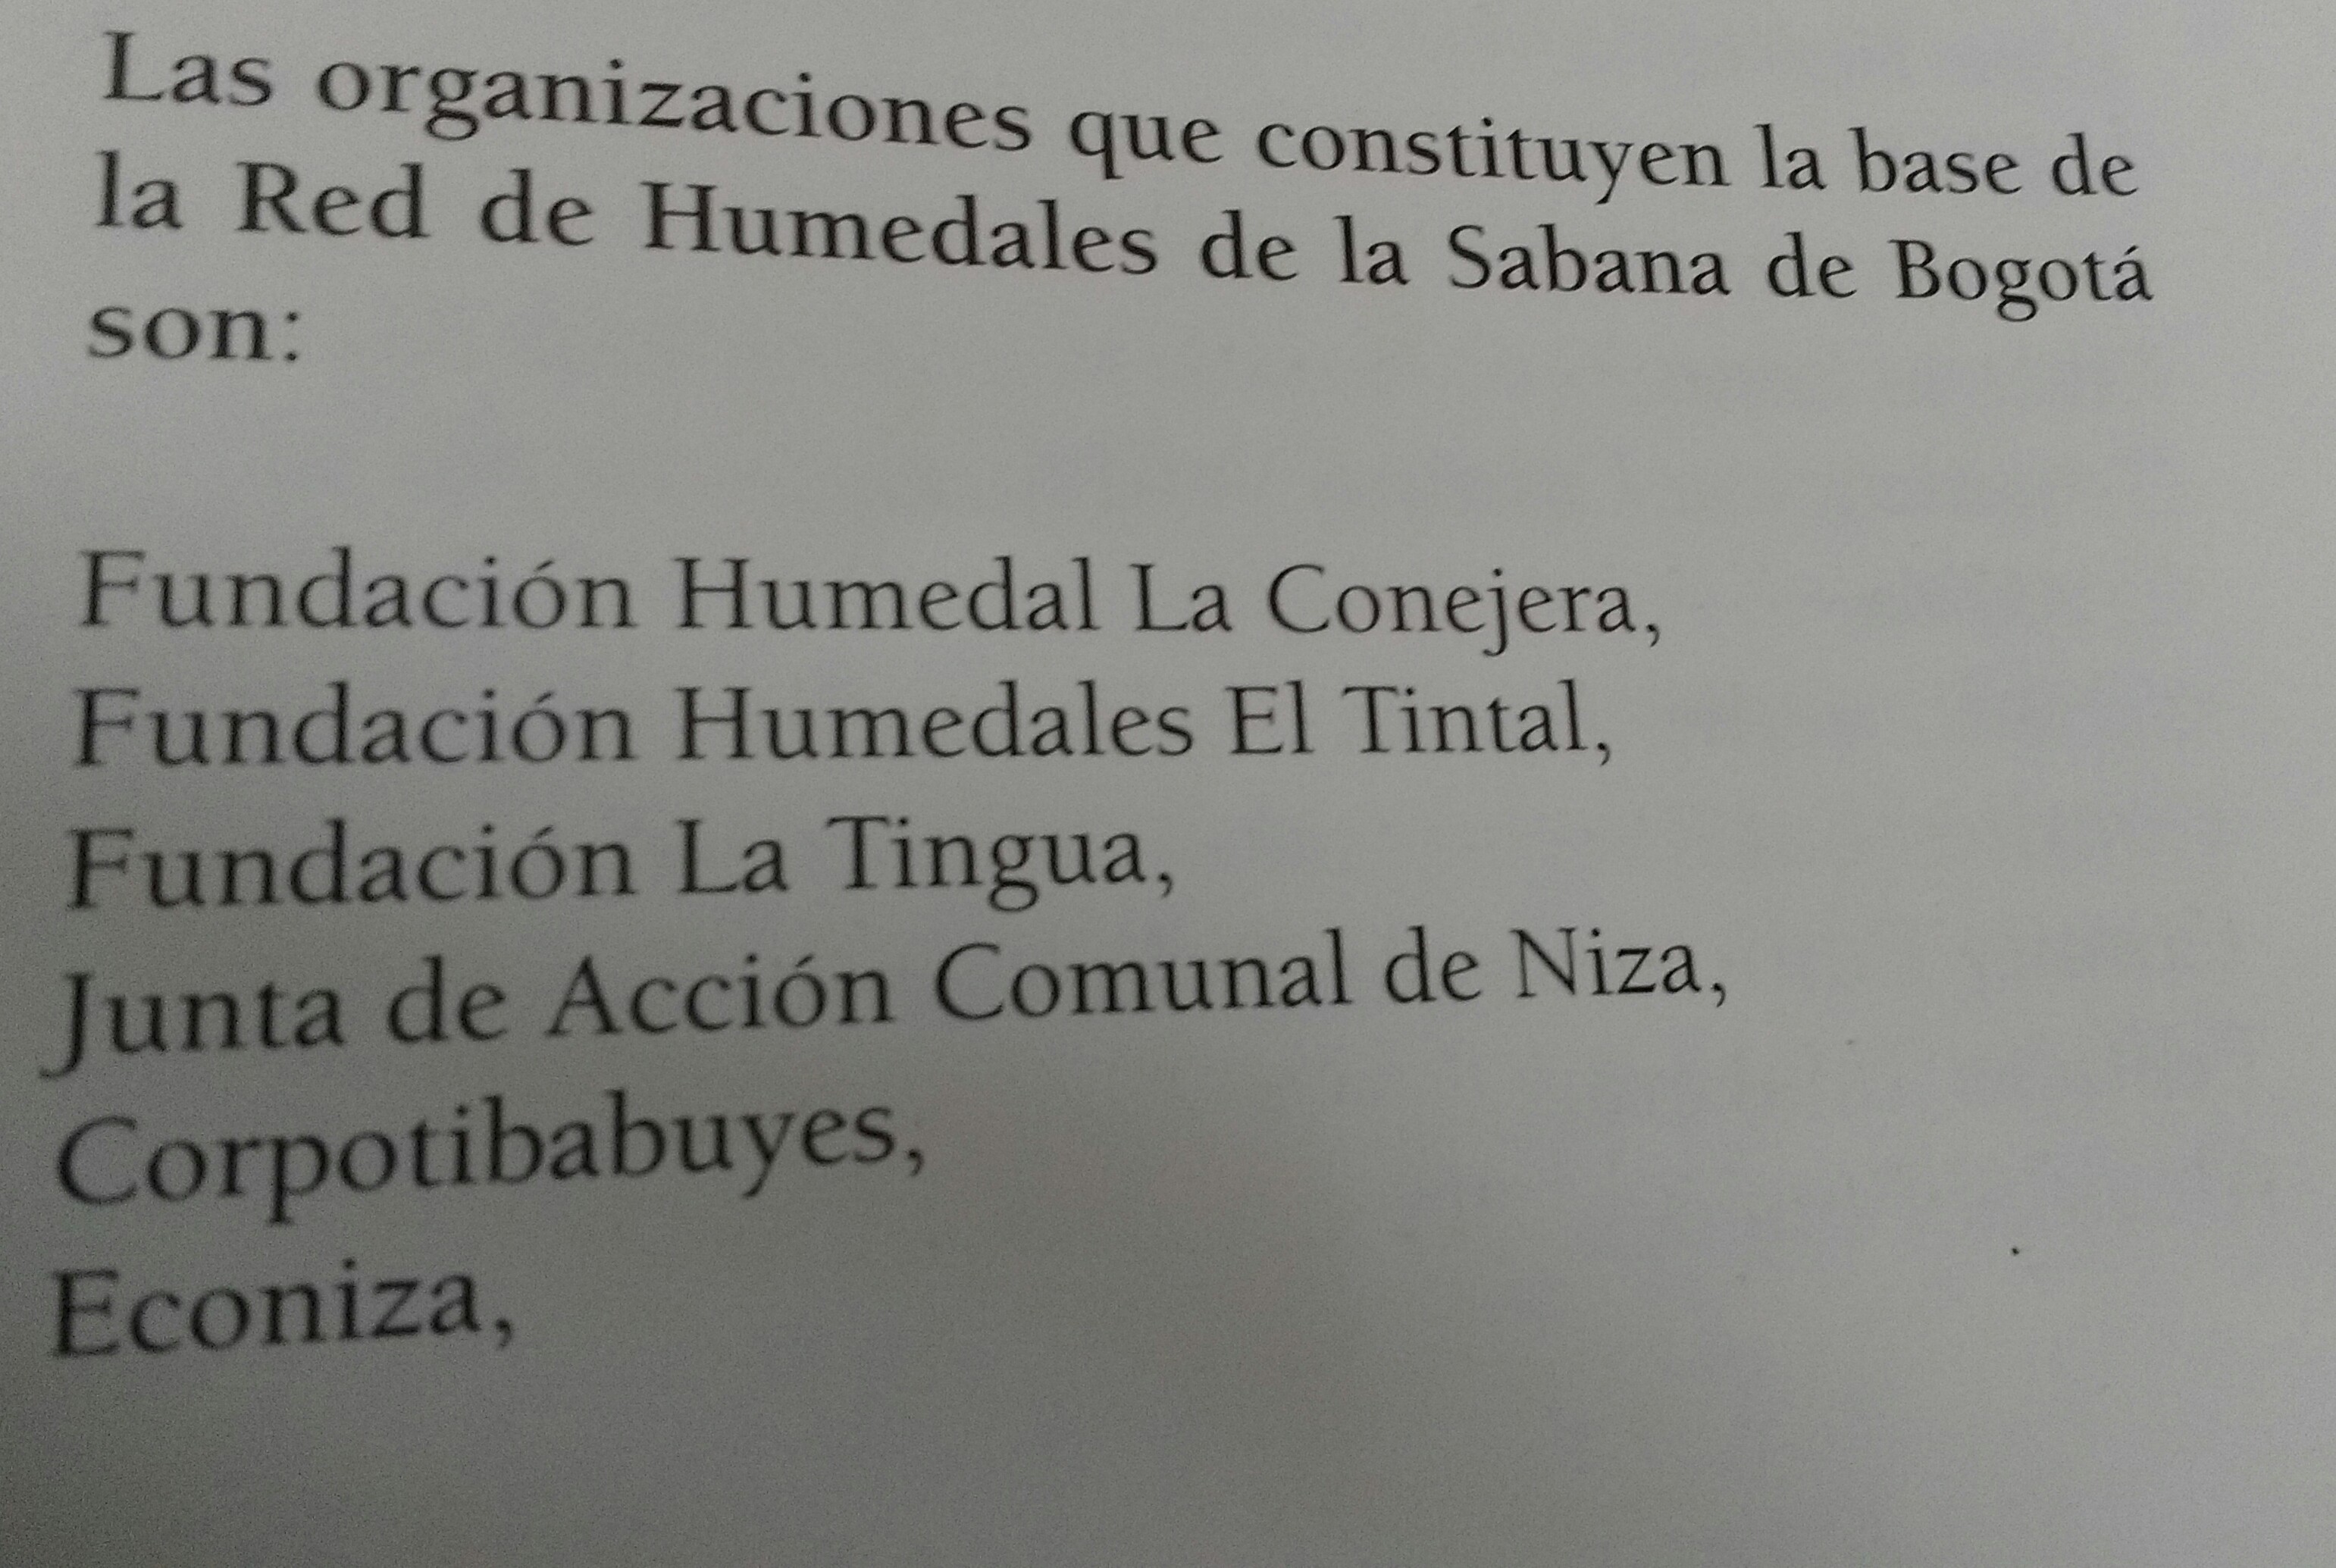 Las organizaciones que constituyen la base de
la Red de Humedales de la Sabana de Bogotá
son:
Fundación Humedal La Conejera,
Fundación Humedales El Tintal,
Fundación La Tingua,
Junta de Acción Comunal de Niza,
Corpotibabuyes,
Econiza,